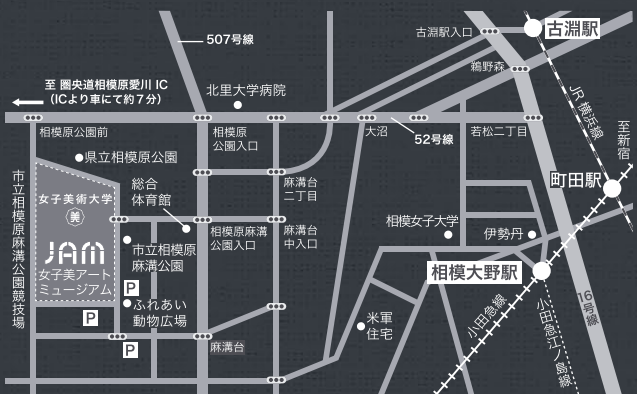 507号線
古淵駅入口
古淵駅
鵜野森
JR 横浜線
至 圏央道相模原愛川 IC
(ICより車にて約7分)
北里大学病院
相模原公園前
相模原
公園入口
大沼
52号線
若松二丁目
至新宿
県立相模原公園
麻溝台
二丁目
町田駅
市立相模原麻溝公園競技場
女子美術大学
美
JAM
女子美アート
ミュージアム
総合
体育館
市立相模原
麻溝公園
相模原麻溝
公園入口
麻溝台
中入口
相模女子大学
伊勢丹
相模大野駅
P
ふれあい
動物広場
P
P
麻溝台
米軍
住宅
小田急線
小田急江ノ島線
16号線